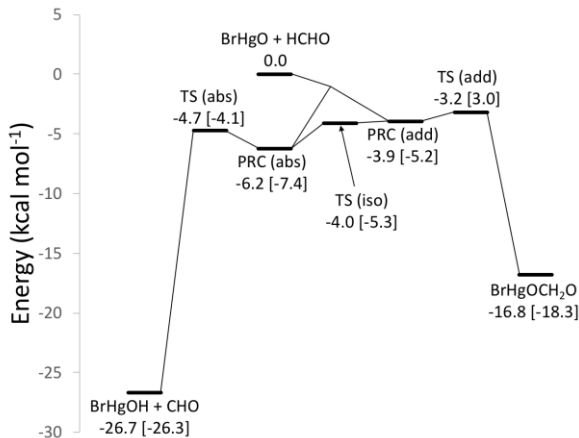 5
0
-5
-10
-15
-20
-25
-30
Energy (kcal mol⁻¹)
BrHgO + HCHO
0.0
TS (abs)
-4.7 [-4.1]
PRC (abs)
-6.2 [-7.4]
TS (iso)
-4.0 [-5.3]
PRC (add)
-3.9 [-5.2]
TS (add)
-3.2 [3.0]
BrHgOCH₂O
-16.8 [-18.3]
BrHgOH + CHO
-26.7 [-26.3]